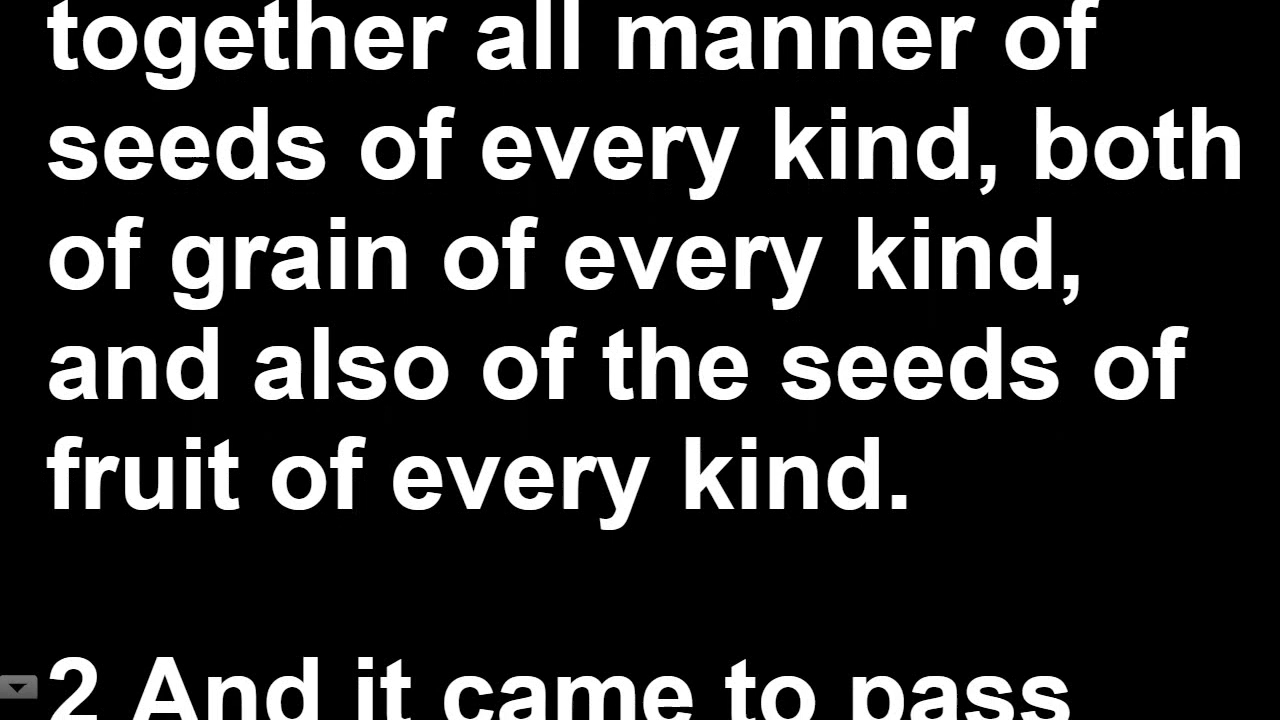 together all manner of
seeds of every kind, both
of grain of every kind,
and also of the seeds of
fruit of every kind.
2 And it came to pass